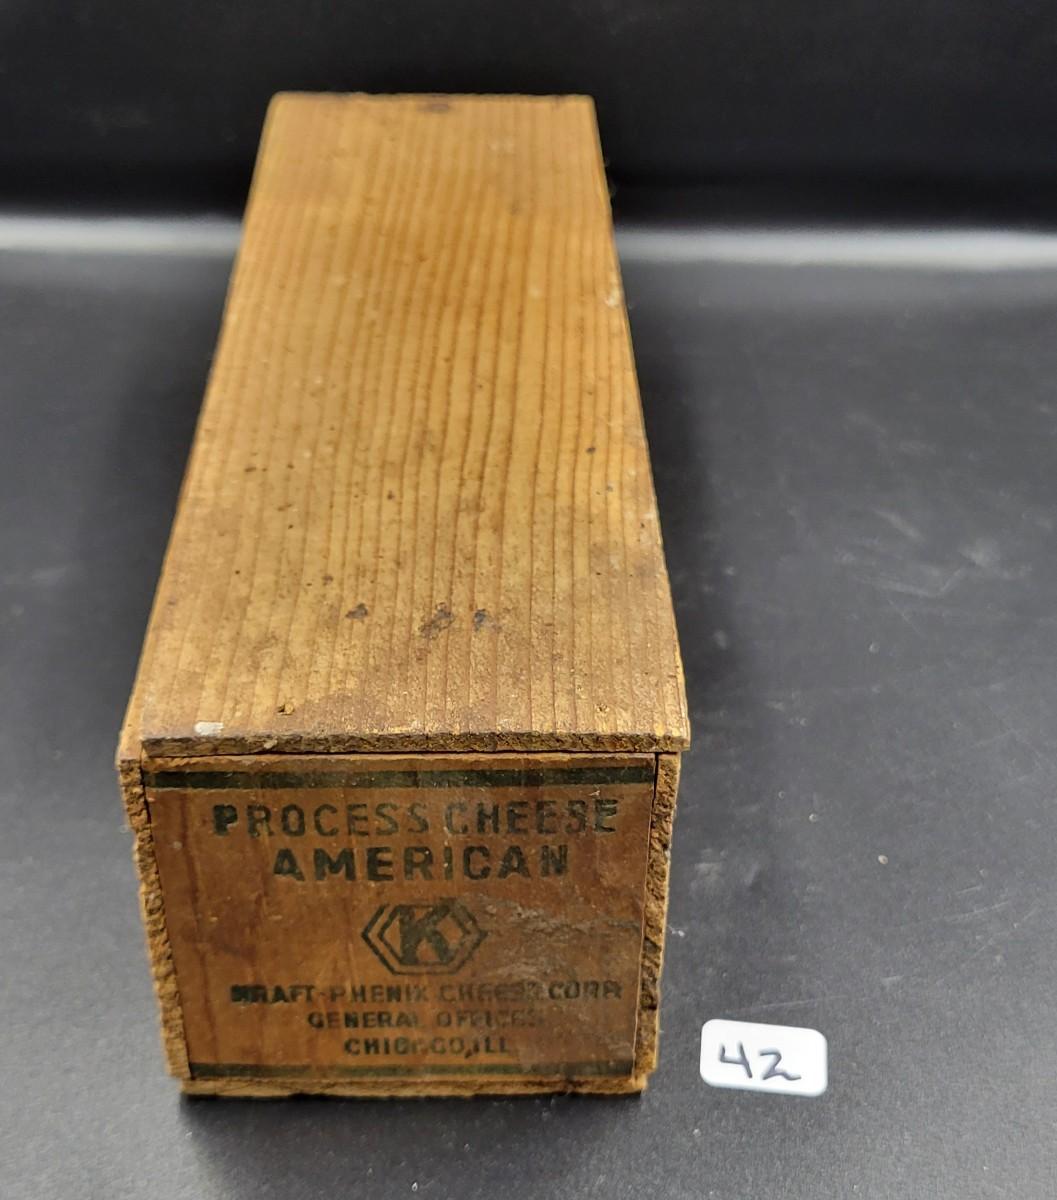 PROCESS CHEESE
AMERICAN
K
KRAFT-PHENIX CHEESE CORP.
GENERAL OFFICES
CHICAGO, ILL
42